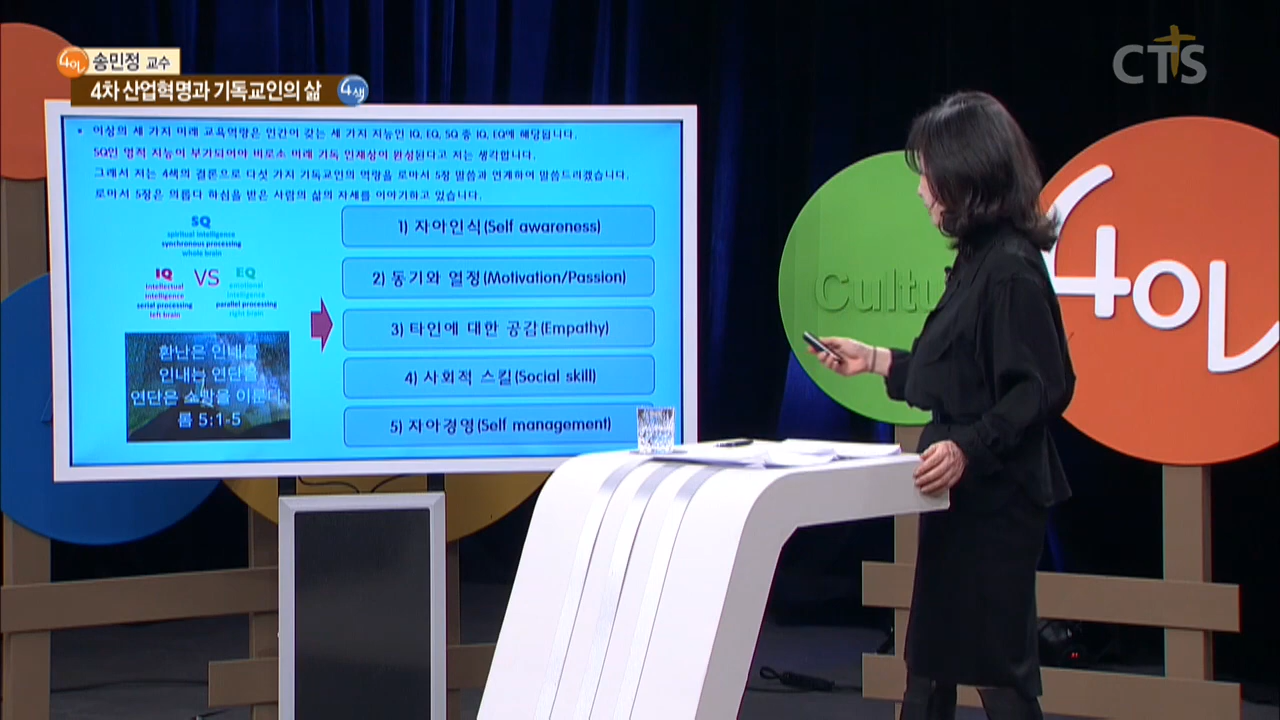 4인 송민정 교수
4차 산업혁명과 기독교인의 삶 4색
CTS
• 이상의 세 가지 미래 교육역량은 인간이 갖는 세 가지 지능인 IQ, EQ, SQ 중 IQ, EQ에 해당됩니다.
SQ인 영적 지능이 부가되어야 비로소 미래 기독 인재상이 완성된다고 저는 생각합니다.
그래서 저는 4색의 결론으로 다섯 가지 기독교인의 역량을 로마서 5장 말씀과 연계하여 말씀드리겠습니다.
로마서 5장은 의롭다 하심을 받은 사람의 삶의 자세를 이야기하고 있습니다.
SQ
spiritual intelligence
synchronous processing
whole brain
IQ VS EQ
intellectual
intelligence
serial processing
left brain
emotional
intelligence
parallel processing
right brain
환난은 인내를
인내는 연단을
연단은 소망을 이룬다
롬 5:1-5
1) 자아인식(Self awareness)
2) 동기와 열정(Motivation/Passion)
3) 타인에 대한 공감(Empathy)
4) 사회적 스킬(Social skill)
5) 자아경영(Self management)
Cultu
4인